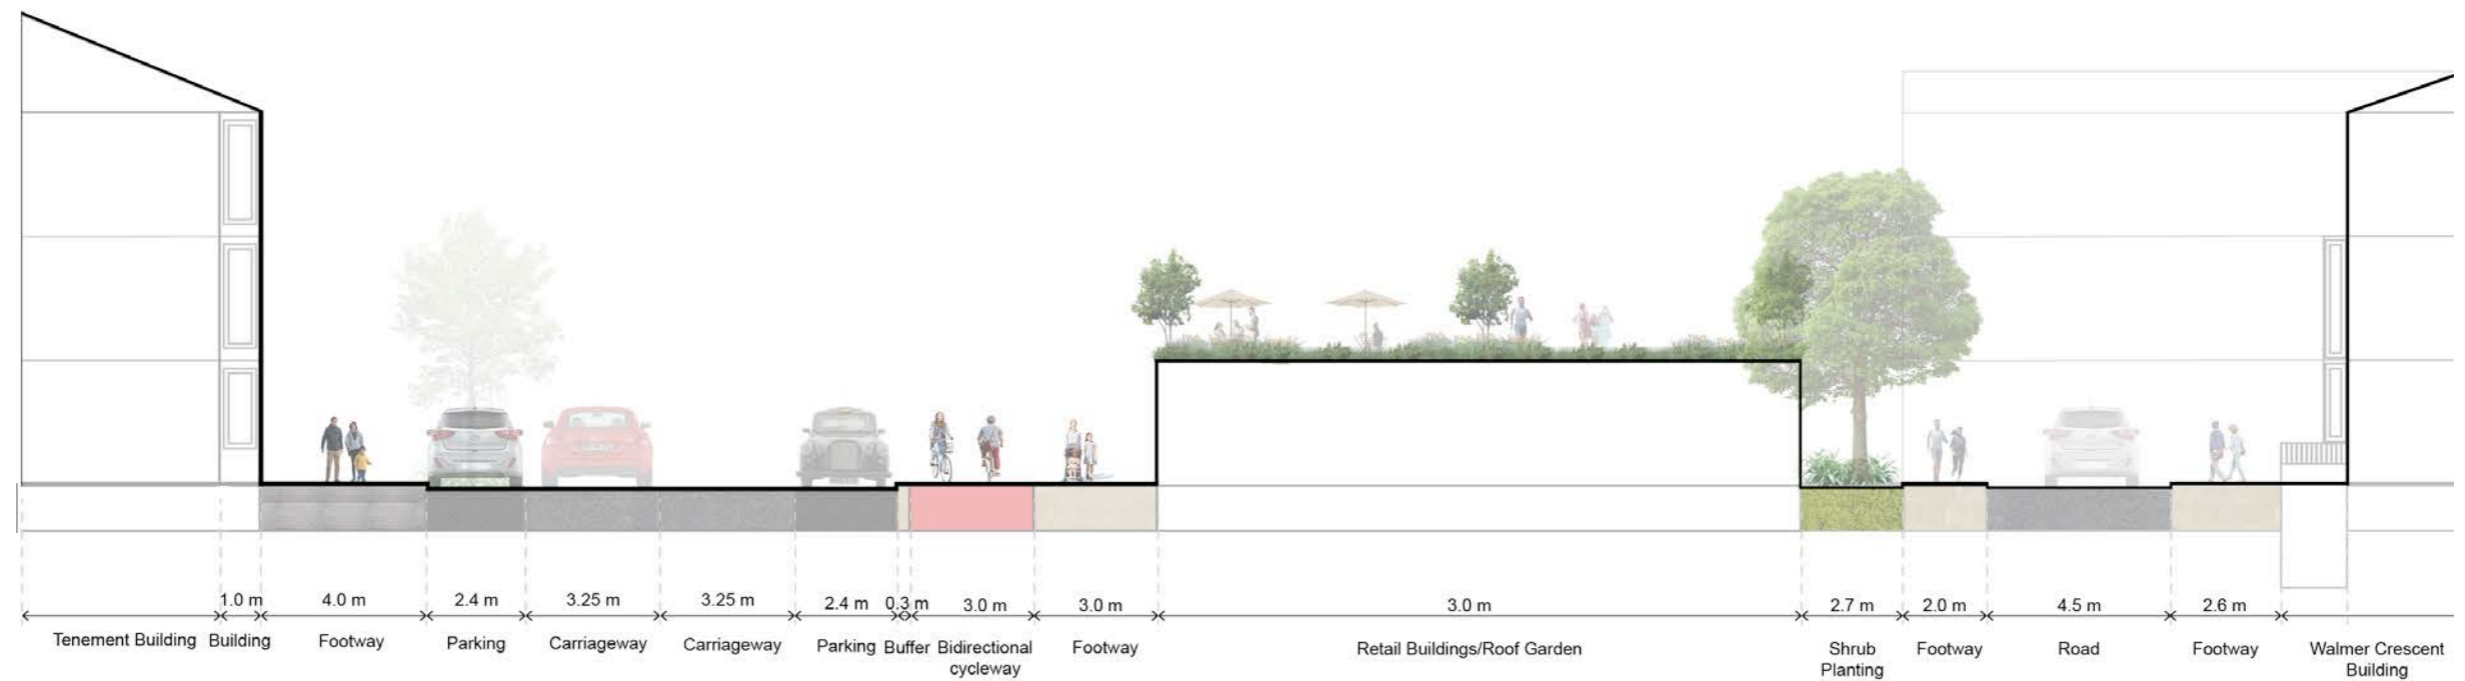 1.0 m 4.0 m 2.4 m 3.25 m 3.25 m 2.4 m 0.3 m 3.0 m 3.0 m 3.0 m 2.7 m 2.0 m 4.5 m 2.6 m
Tenement Building Building Footway Parking Carriageway Carriageway Parking Buffer Bidirectional Footway Retail Buildings/Roof Garden Shrub Footway Road Footway Walmer Crescent
cycleway Planting Building